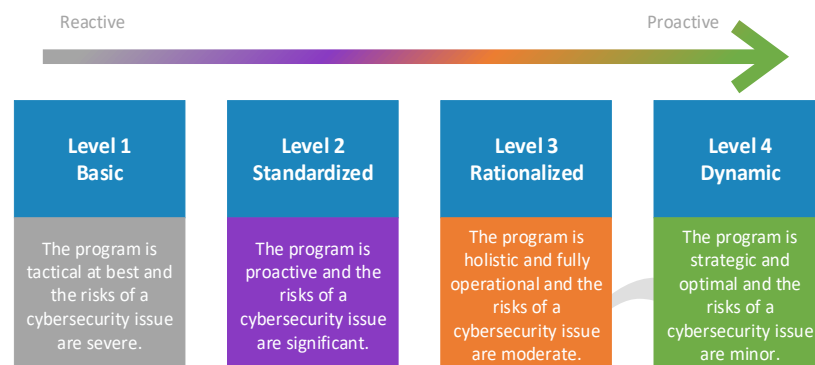 Reactive
Proactive
Level 1
Basic
Level 2
Standardized
Level 3
Rationalized
Level 4
Dynamic
The program is
tactical at best and
the risks of a
cybersecurity issue
are severe.
The program is
proactive and the
risks of a
cybersecurity issue
are significant.
The program is
holistic and fully
operational and the
risks of a
cybersecurity issue
are moderate.
The program is
strategic and
optimal and the
risks of a
cybersecurity issue
are minor.